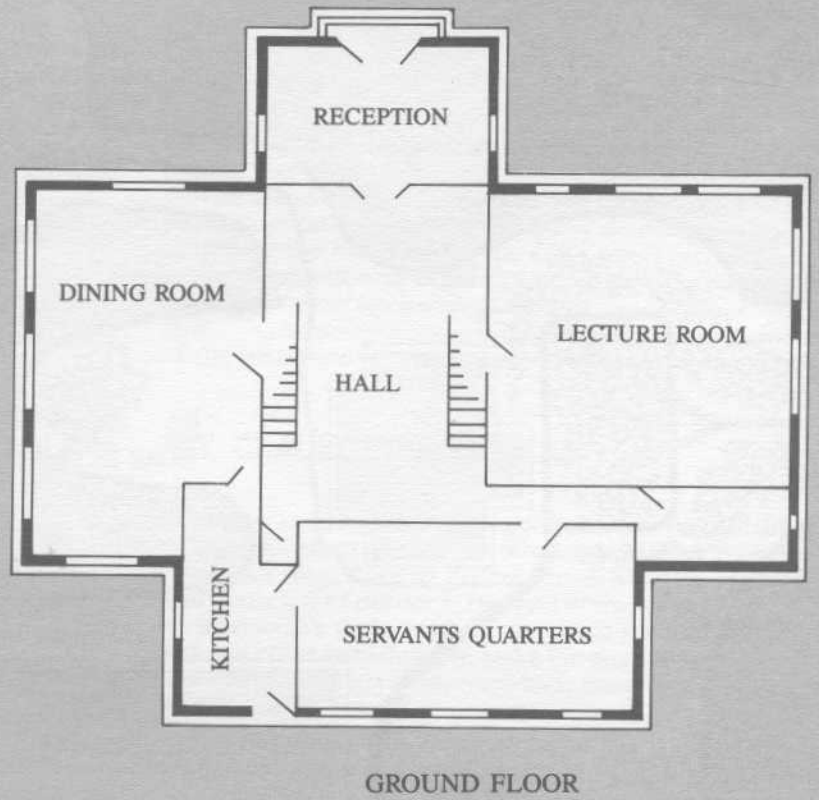 RECEPTION
DINING ROOM
LECTURE ROOM
HALL
KITCHEN
SERVANTS QUARTERS
GROUND FLOOR